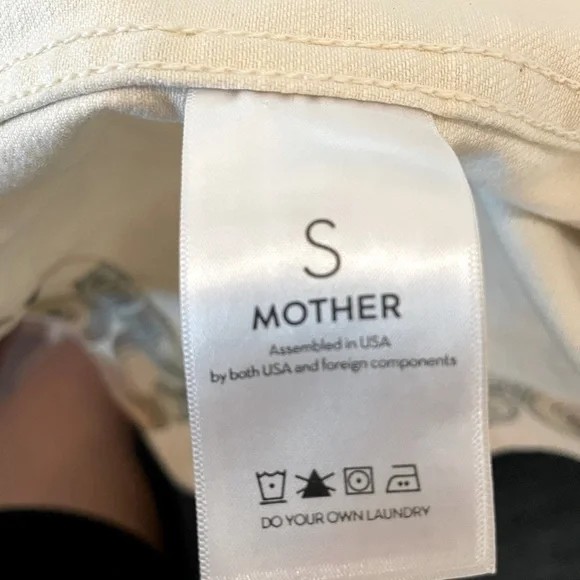 S
MOTHER
Assembled in USA
by both USA and foreign components
DO YOUR OWN LAUNDRY